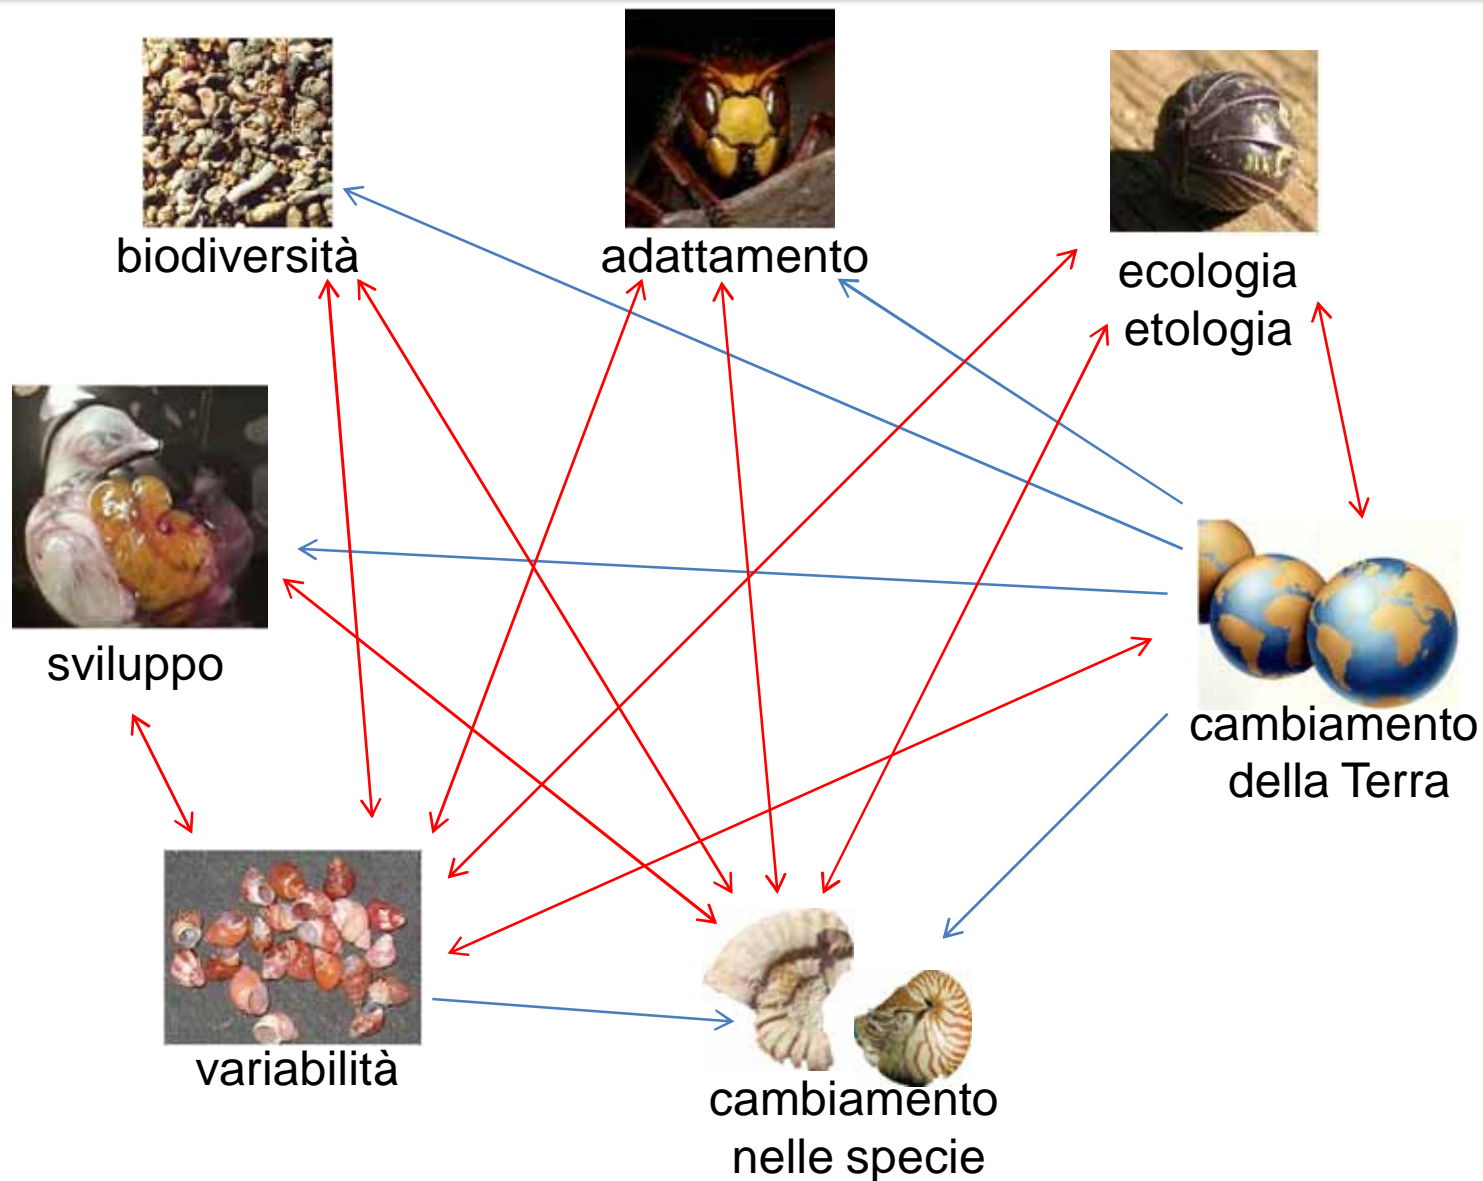 biodiversità
adattamento
ecologia
etologia
sviluppo
cambiamento
della Terra
variabilità
cambiamento
nelle specie